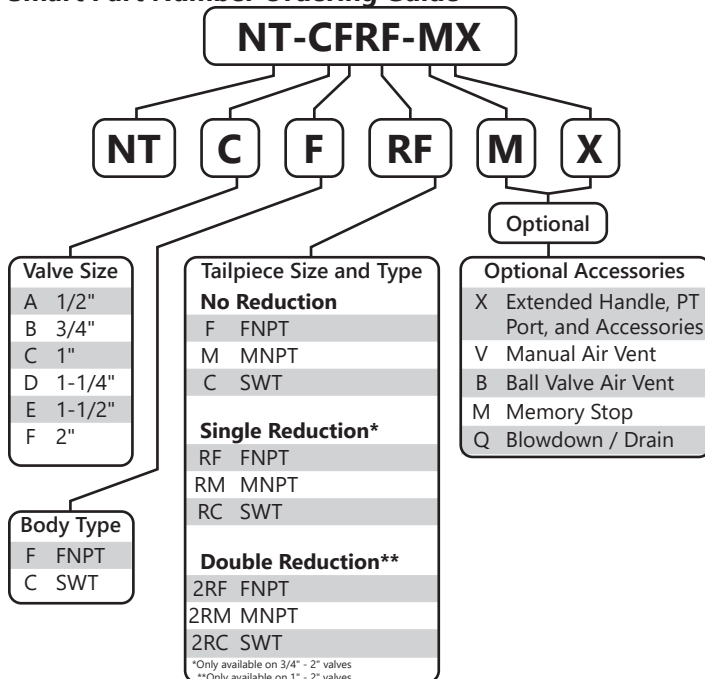 Smart Part Number Ordering Guide
NT-CFRF-MX
NT C F RF M X
Optional
Valve Size
A 1/2"
B 3/4"
C 1"
D 1-1/4"
E 1-1/2"
F 2"
Body Type
F FNPT
C SWT
Tailpiece Size and Type
No Reduction
F FNPT
M MNPT
C SWT
Single Reduction*
RF FNPT
RM MNPT
RC SWT
Double Reduction**
2RF FNPT
2RM MNPT
2RC SWT
*Only available on 3/4" - 2" valves
**Only available on 1" - 2" valves
Optional Accessories
X Extended Handle, PT
Port, and Accessories
V Manual Air Vent
B Ball Valve Air Vent
M Memory Stop
Q Blowdown / Drain